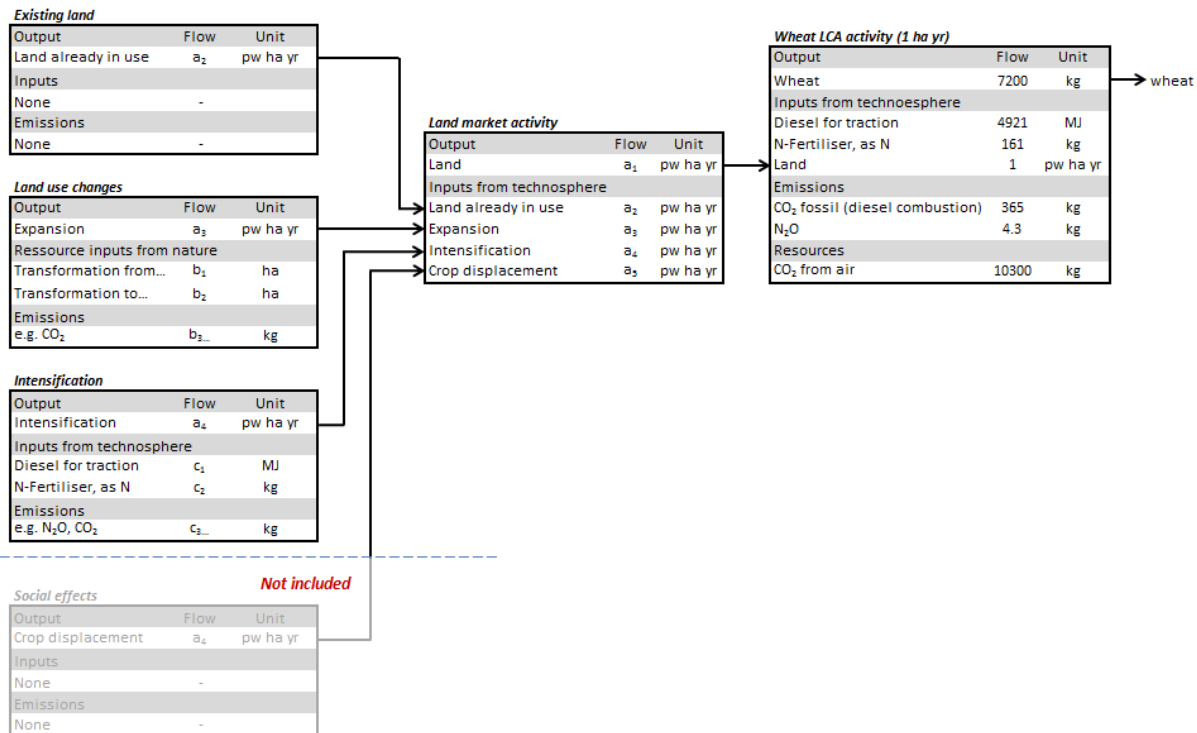 Existing land
Output Flow Unit
Land already in use a₂ pw ha yr
Inputs
None -
Emissions
None -
Land use changes
Output Flow Unit
Expansion a₃ pw ha yr
Ressource inputs from nature
Transformation from... b₁ ha
Transformation to... b₂ ha
Emissions
e.g. CO₂ b₃... kg
Intensification
Output Flow Unit
Intensification a₄ pw ha yr
Inputs from technosphere
Diesel for traction c₁ MJ
N-Fertiliser, as N c₂ kg
Emissions
e.g. N₂O, CO₂ c₃... kg
Not included
Social effects
Output Flow Unit
Crop displacement a₄ pw ha yr
Inputs
None -
Emissions
None -
Land market activity
Output Flow Unit
Land a₁ pw ha yr
Inputs from technosphere
Land already in use a₂ pw ha yr
Expansion a₃ pw ha yr
Intensification a₄ pw ha yr
Crop displacement a₅ pw ha yr
Wheat LCA activity (1 ha yr)
Output Flow Unit
Wheat 7200 kg
Inputs from technoesphere
Diesel for traction 4921 MJ
N-Fertiliser, as N 161 kg
Land 1 pw ha yr
Emissions
CO₂ fossil (diesel combustion) 365 kg
N₂O 4.3 kg
Resources
CO₂ from air 10300 kg
wheat